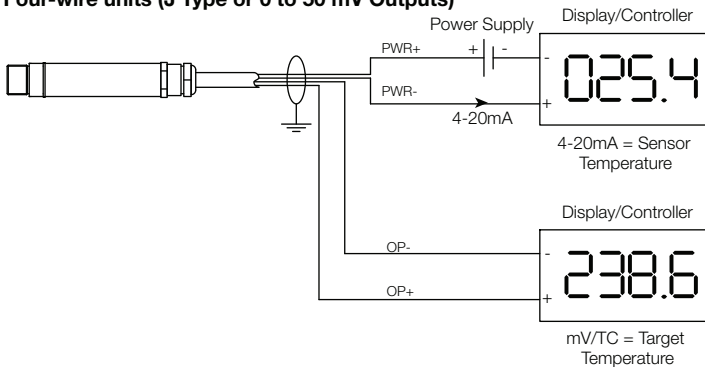 Four-wire units (J Type or 0 to 50 mV Outputs)
Power Supply
Display/Controller
PWR+
+ -
-
025.4
PWR-
+
4-20mA
4-20mA = Sensor
Temperature
Display/Controller
OP-
-
238.6
OP+
+
mV/TC = Target
Temperature